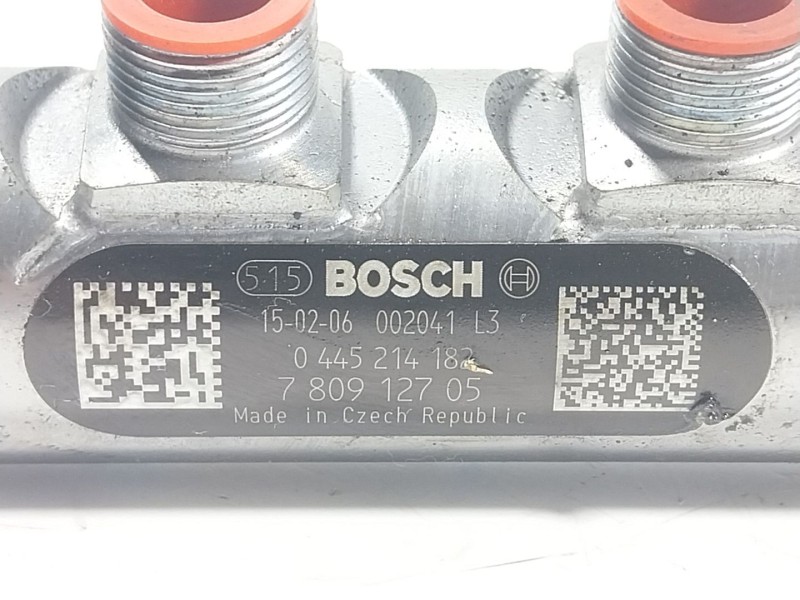 515 BOSCH
15-02-06 002041 L3
0 445 214 182
7 809 127 05
Made in Czech Republic